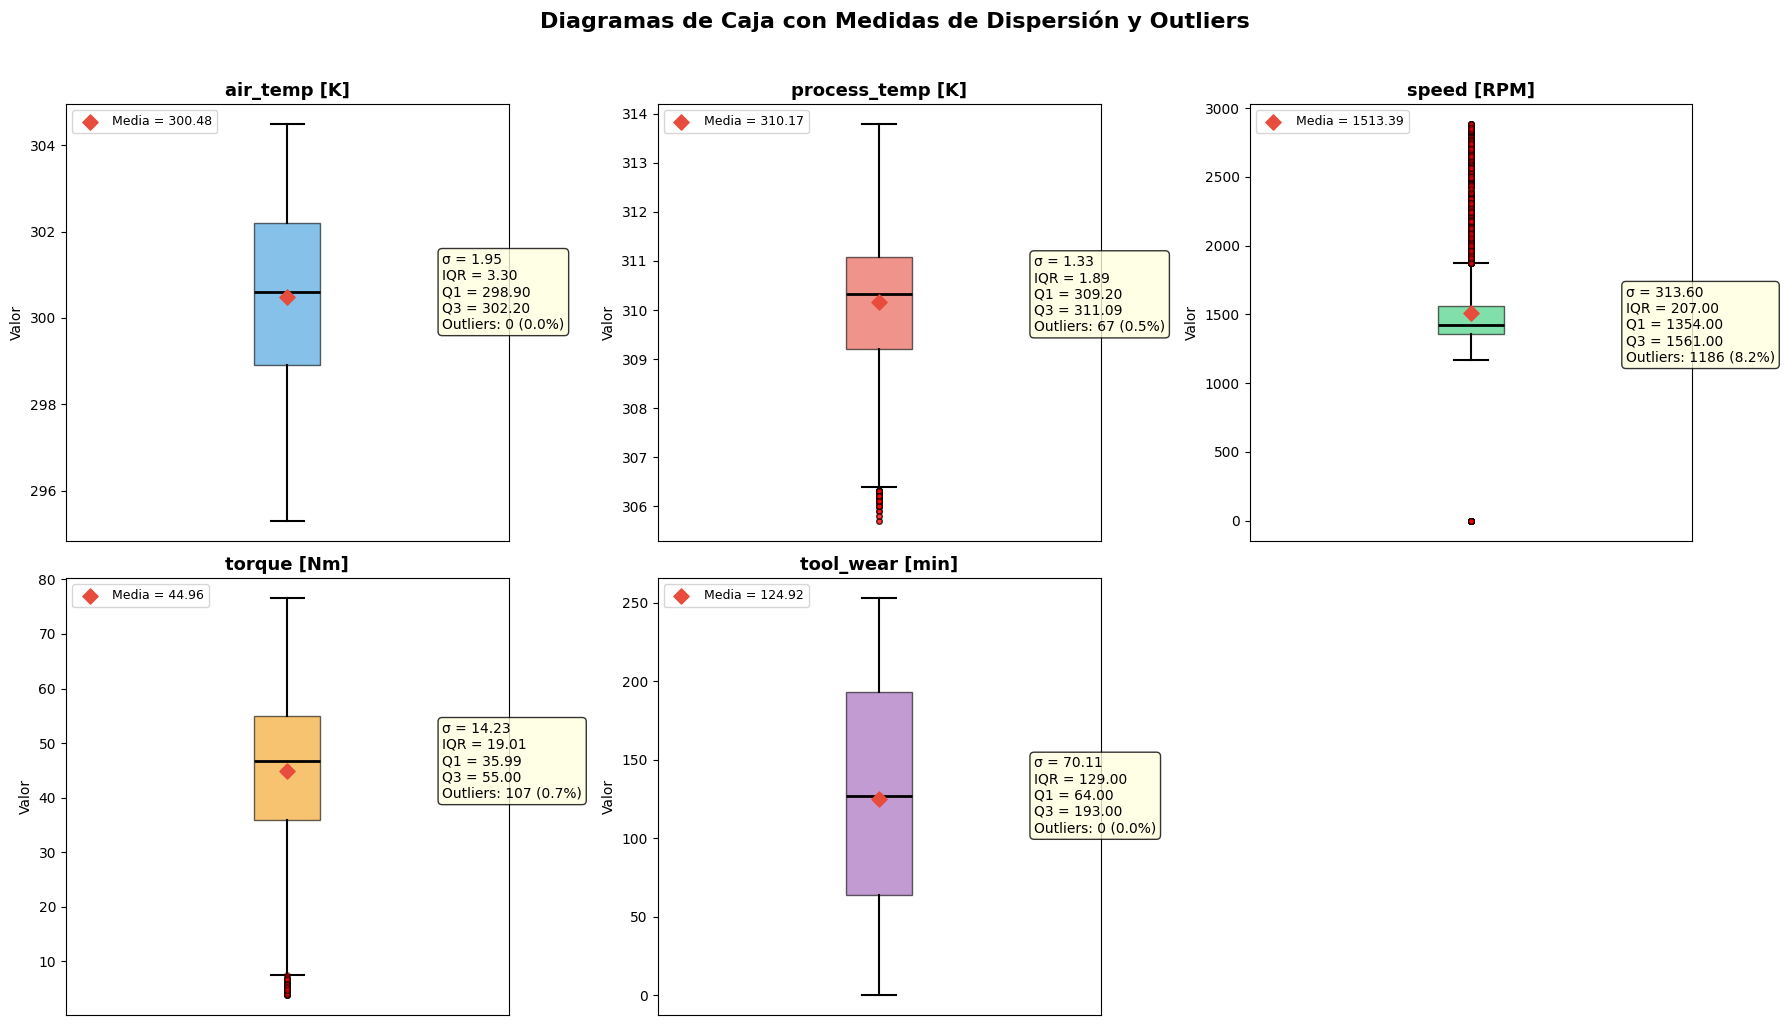 Diagramas de Caja con Medidas de Dispersión y Outliers
air_temp [K]
Media = 300.48
304
302
300
298
296
Valor
σ = 1.95
IQR = 3.30
Q1 = 298.90
Q3 = 302.20
Outliers: 0 (0.0%)
process_temp [K]
Media = 310.17
314
313
312
311
310
309
308
307
306
Valor
σ = 1.33
IQR = 1.89
Q1 = 309.20
Q3 = 311.09
Outliers: 67 (0.5%)
speed [RPM]
Media = 1513.39
3000
2500
2000
1500
1000
500
0
Valor
σ = 313.60
IQR = 207.00
Q1 = 1354.00
Q3 = 1561.00
Outliers: 1186 (8.2%)
torque [Nm]
Media = 44.96
80
70
60
50
40
30
20
10
Valor
σ = 14.23
IQR = 19.01
Q1 = 35.99
Q3 = 55.00
Outliers: 107 (0.7%)
tool_wear [min]
Media = 124.92
250
200
150
100
50
0
Valor
σ = 70.11
IQR = 129.00
Q1 = 64.00
Q3 = 193.00
Outliers: 0 (0.0%)